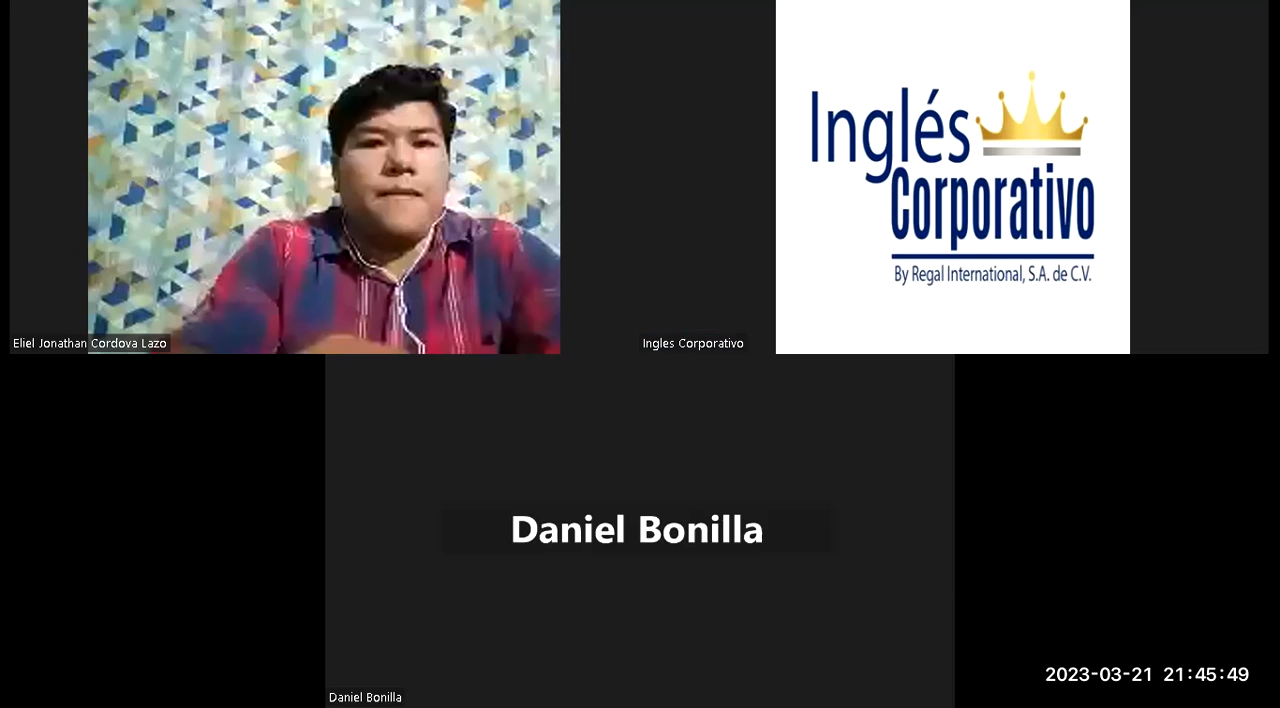 Inglés
Corporativo
By Regal International, S.A. de C.V.
Eliel Jonathan Cordova Lazo
Ingles Corporativo
Daniel Bonilla
Daniel Bonilla
2023-03-21 21:45:49